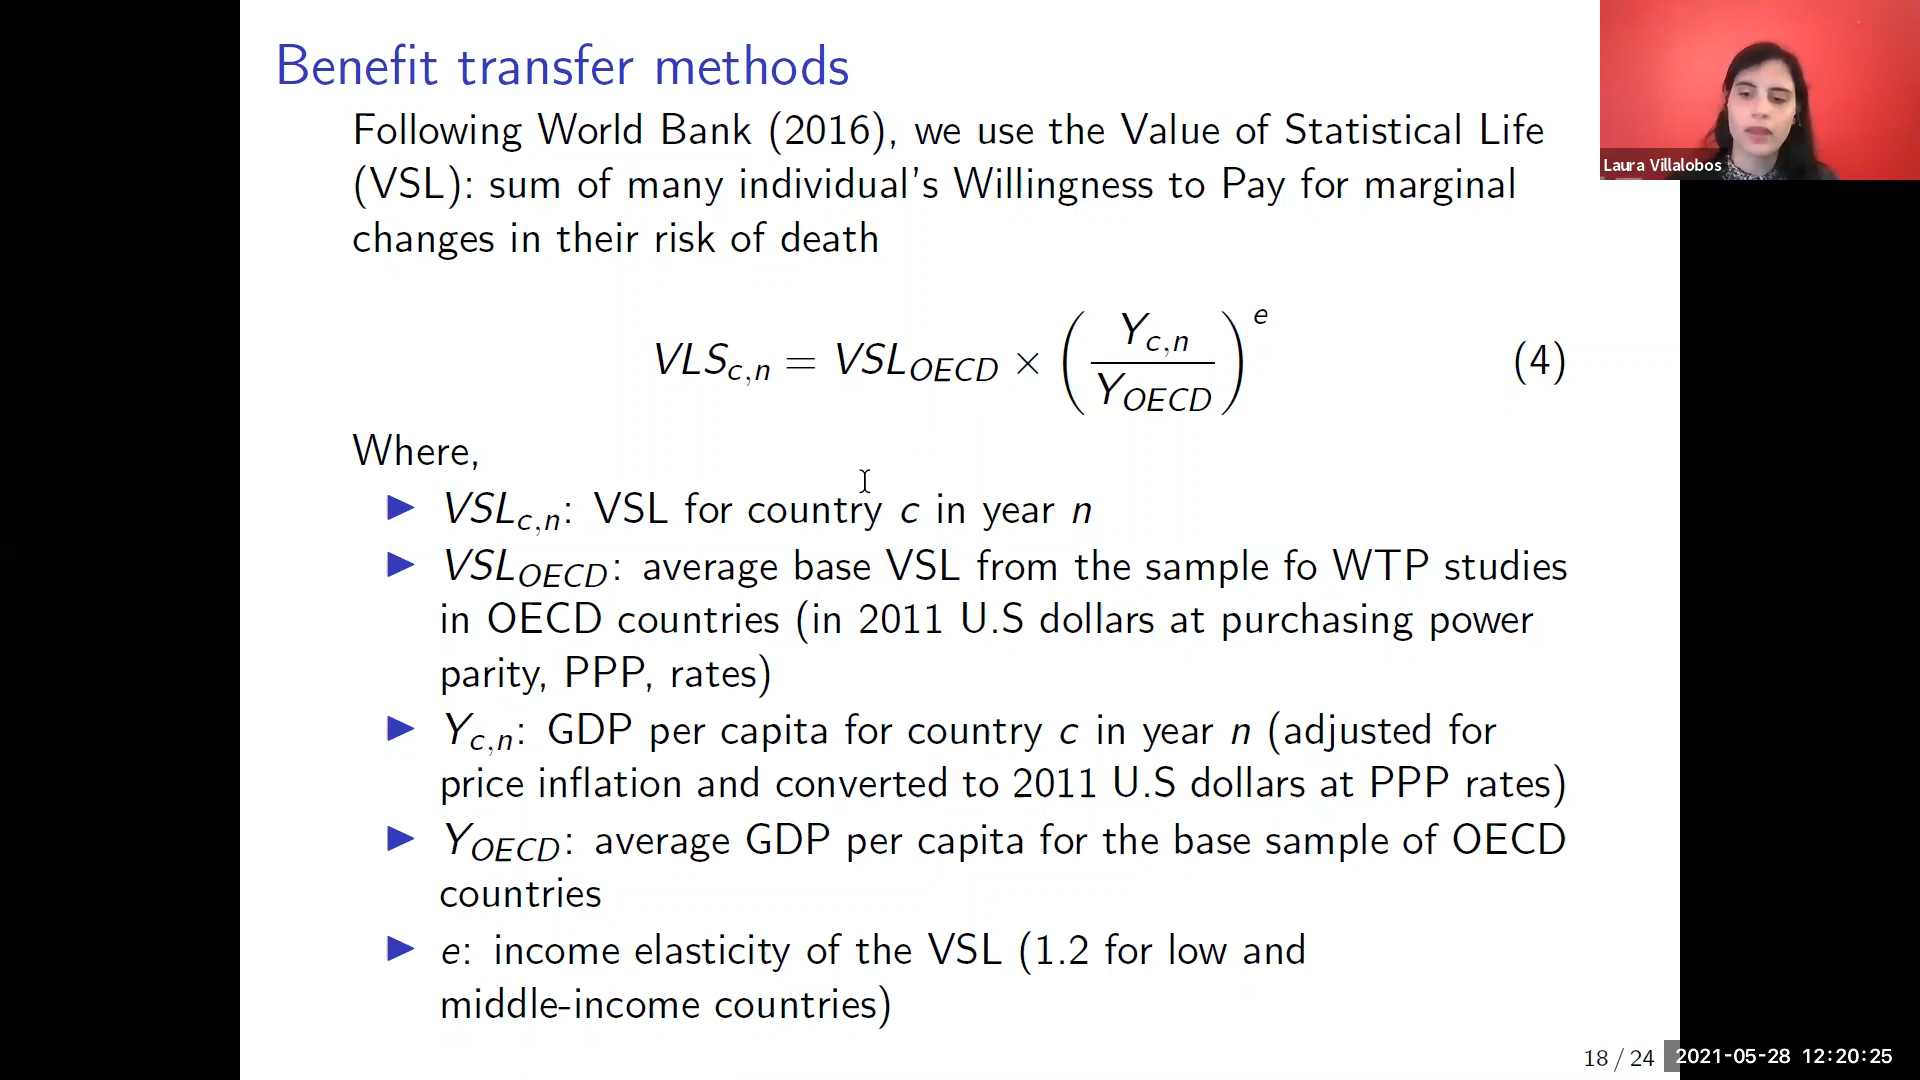 Benefit transfer methods
Following World Bank (2016), we use the Value of Statistical Life
(VSL): sum of many individual's Willingness to Pay for marginal
changes in their risk of death
VLS_{c,n} = VSL_{OECD} × (Y_{c,n} / Y_{OECD})^e (4)
Where,
▶ VSL_{c,n}: VSL for country c in year n
▶ VSL_{OECD}: average base VSL from the sample fo WTP studies
in OECD countries (in 2011 U.S dollars at purchasing power
parity, PPP, rates)
▶ Y_{c,n}: GDP per capita for country c in year n (adjusted for
price inflation and converted to 2011 U.S dollars at PPP rates)
▶ Y_{OECD}: average GDP per capita for the base sample of OECD
countries
▶ e: income elasticity of the VSL (1.2 for low and
middle-income countries)
18 / 24
Laura Villalobos
2021-05-28 12:20:25